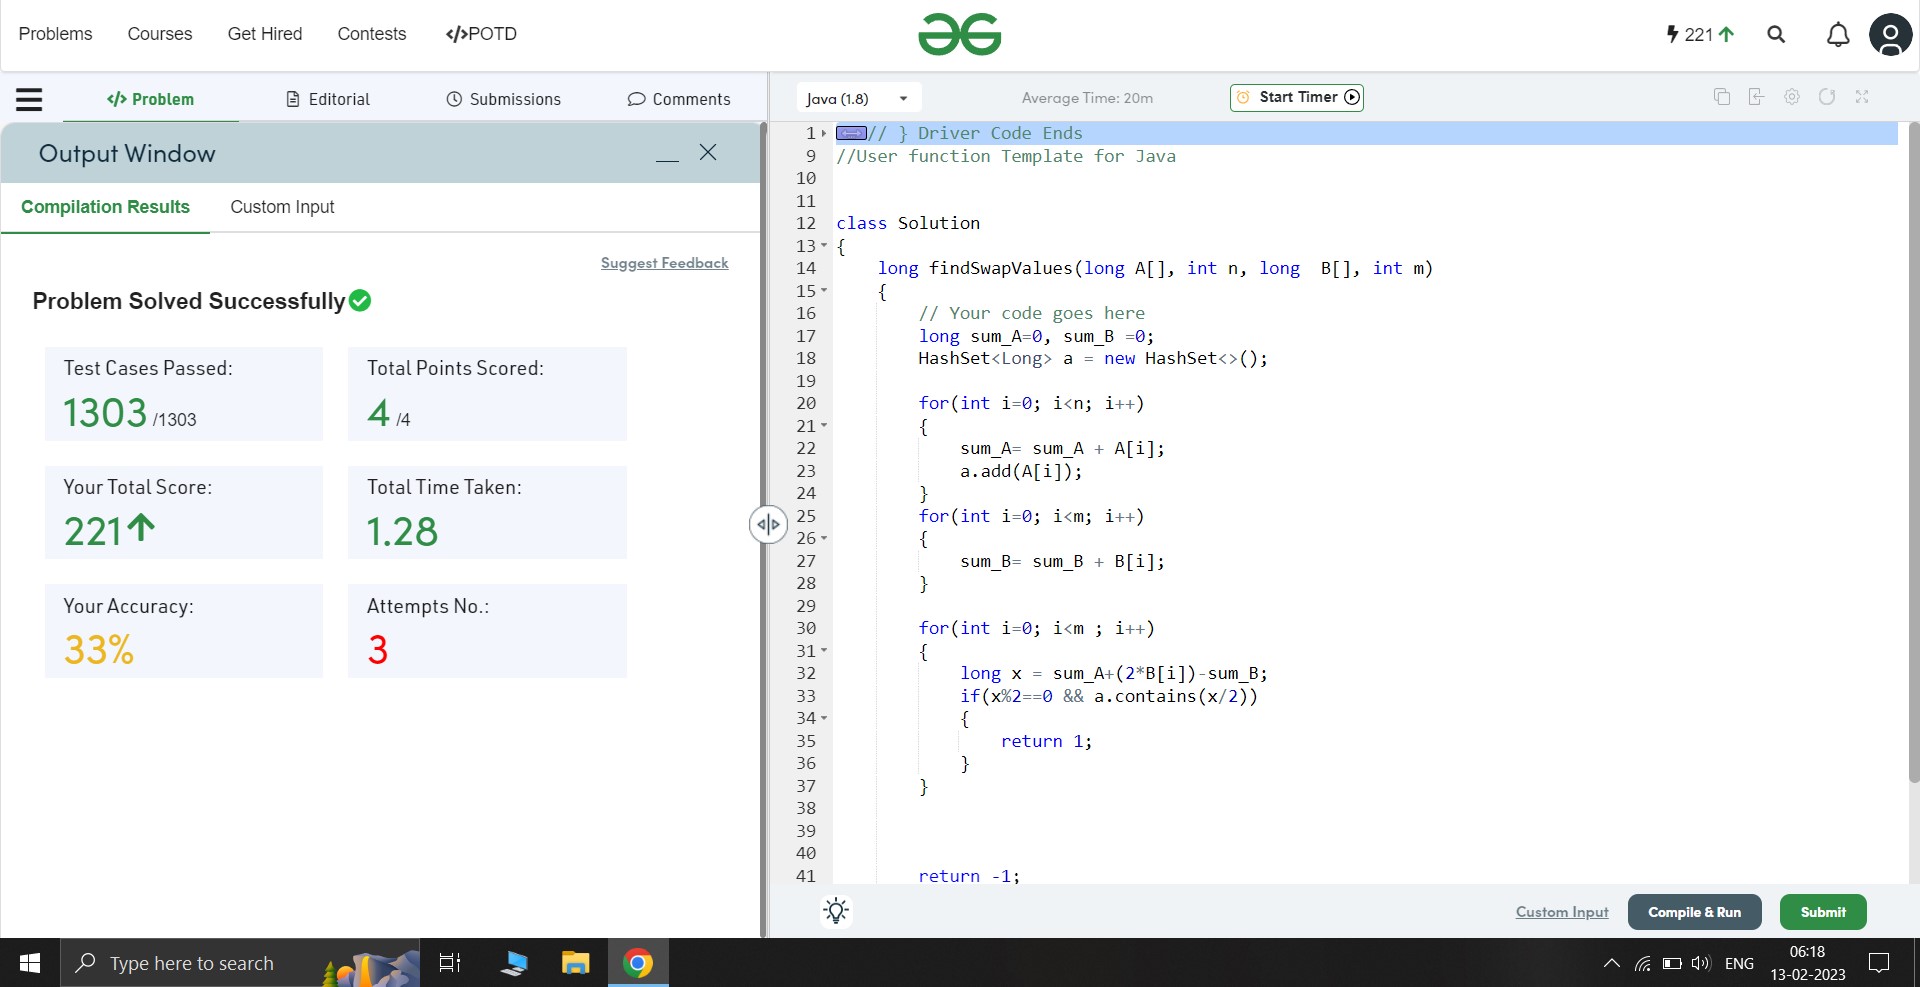 Problems Courses Get Hired Contests </>POTD
221
</> Problem Editorial Submissions Comments
Output Window
Compilation Results Custom Input
Suggest Feedback
Problem Solved Successfully
Test Cases Passed: Total Points Scored:
1303 /1303 4 /4
Your Total Score: Total Time Taken:
221 1.28
Your Accuracy: Attempts No.:
33% 3
Java (1.8) Average Time: 20m Start Timer
1 // } Driver Code Ends
9 //User function Template for Java
10
11
12 class Solution
13 {
14 long findSwapValues(long A[], int n, long  B[], int m)
15 {
16 // Your code goes here
17 long sum_A=0, sum_B =0;
18 HashSet<Long> a = new HashSet<>();
19
20 for(int i=0; i<n; i++)
21 {
22 sum_A= sum_A + A[i];
23 a.add(A[i]);
24 }
25 for(int i=0; i<m; i++)
26 {
27 sum_B= sum_B + B[i];
28 }
29
30 for(int i=0; i<m ; i++)
31 {
32 long x = sum_A+(2*B[i])-sum_B;
33 if(x%2==0 && a.contains(x/2))
34 {
35 return 1;
36 }
37 }
38
39
40
41 return -1;
Custom Input Compile & Run Submit
Type here to search
ENG 06:18
13-02-2023